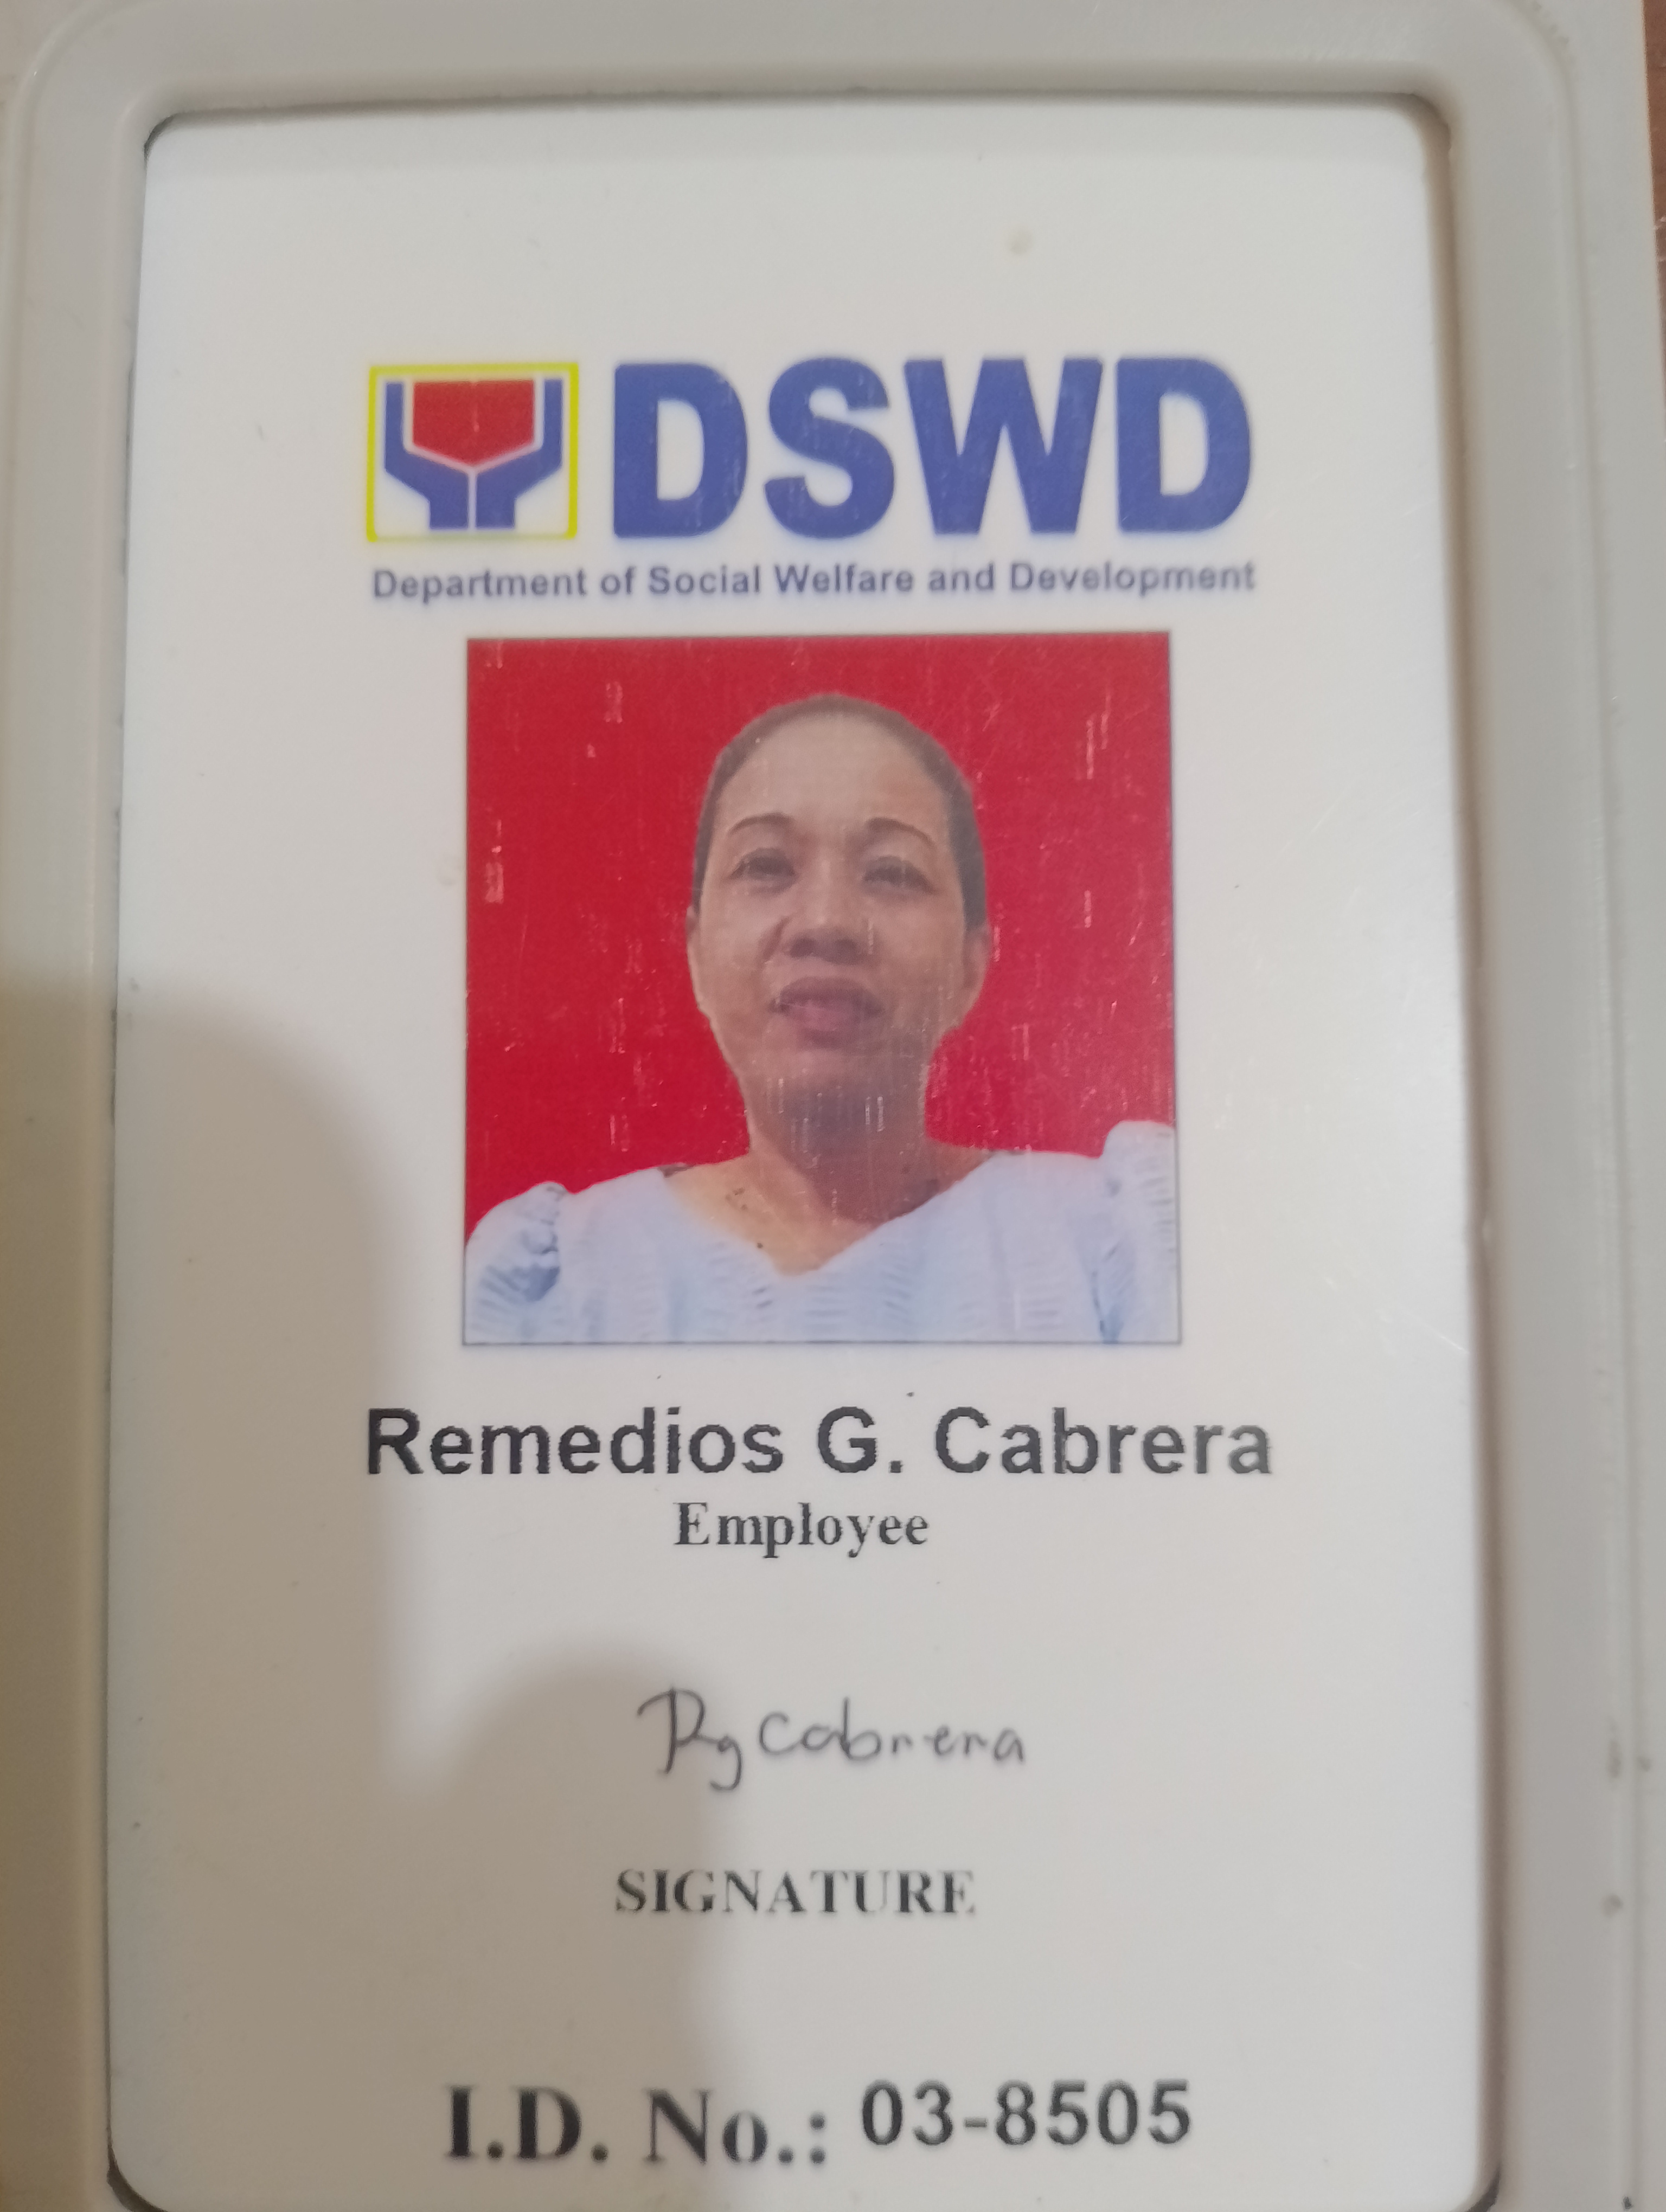 DSWD
Department of Social Welfare and Development
Remedios G. Cabrera
Employee
Rgcabrera
SIGNATURE
I.D. No.: 03-8505